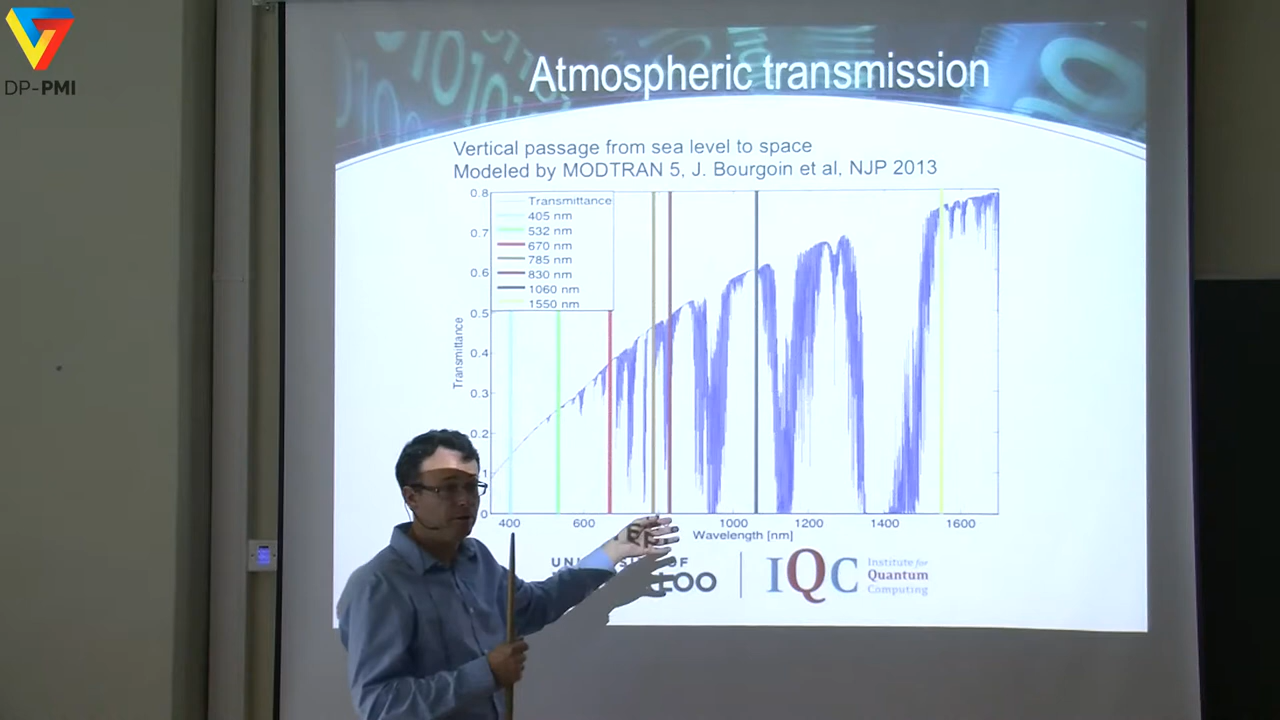 DP-PMI
Atmospheric transmission
Vertical passage from sea level to space
Modeled by MODTRAN 5, J. Bourgoin et al, NJP 2013
Transmittance
405 nm
532 nm
670 nm
785 nm
830 nm
1060 nm
1550 nm
0.8
0.7
0.6
0.5
0.4
0.3
0.2
Transmittance
0
400
600
1000
1200
1400
1600
Wavelength [nm]
OF
IQC
Institute for
Quantum
Computing